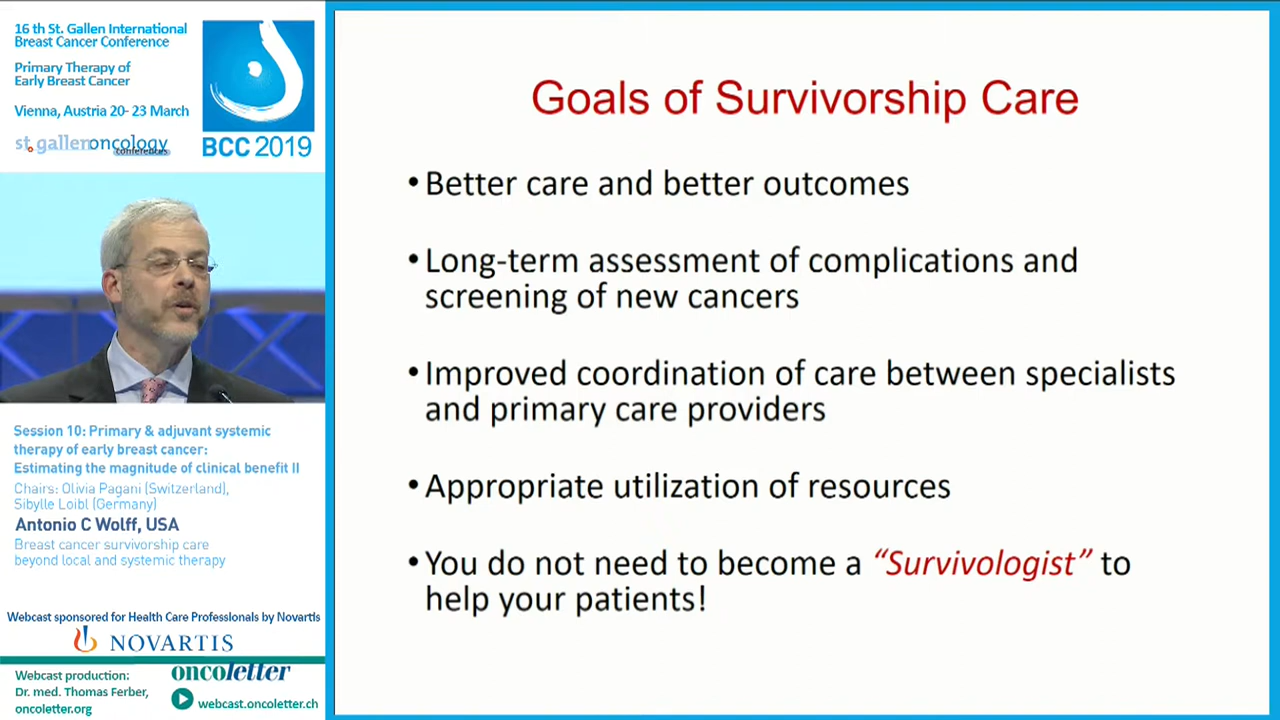 16 th St. Gallen International
Breast Cancer Conference
Primary Therapy of
Early Breast Cancer
Vienna, Austria 20- 23 March
st.gallenoncology
conferences
BCC 2019
Session 10: Primary & adjuvant systemic
therapy of early breast cancer:
Estimating the magnitude of clinical benefit II
Chairs: Olivia Pagani (Switzerland),
Sibylle Loibl (Germany)
Antonio C Wolff, USA
Breast cancer survivorship care
beyond local and systemic therapy
Webcast sponsored for Health Care Professionals by Novartis
NOVARTIS
Webcast production:
Dr. med. Thomas Ferber,
oncoletter.org
oncoletter
webcast.oncoletter.ch
Goals of Survivorship Care
•Better care and better outcomes
•Long-term assessment of complications and
screening of new cancers
•Improved coordination of care between specialists
and primary care providers
•Appropriate utilization of resources
•You do not need to become a “Survivologist” to
help your patients!